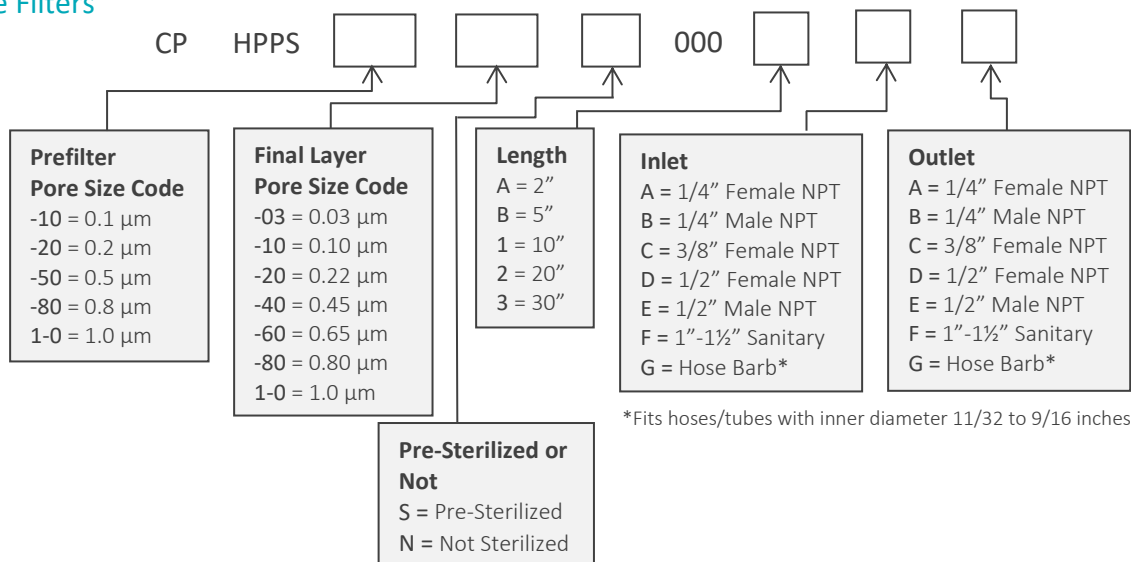 Filters
CP HPPS 000
Prefilter
Pore Size Code
-10 = 0.1 µm
-20 = 0.2 µm
-50 = 0.5 µm
-80 = 0.8 µm
1-0 = 1.0 µm
Final Layer
Pore Size Code
-03 = 0.03 µm
-10 = 0.10 µm
-20 = 0.22 µm
-40 = 0.45 µm
-60 = 0.65 µm
-80 = 0.80 µm
1-0 = 1.0 µm
Length
A = 2”
B = 5”
1 = 10”
2 = 20”
3 = 30”
Inlet
A = 1/4” Female NPT
B = 1/4” Male NPT
C = 3/8” Female NPT
D = 1/2” Female NPT
E = 1/2” Male NPT
F = 1”-1½” Sanitary
G = Hose Barb*
Outlet
A = 1/4” Female NPT
B = 1/4” Male NPT
C = 3/8” Female NPT
D = 1/2” Female NPT
E = 1/2” Male NPT
F = 1”-1½” Sanitary
G = Hose Barb*
*Fits hoses/tubes with inner diameter 11/32 to 9/16 inches
Pre-Sterilized or
Not
S = Pre-Sterilized
N = Not Sterilized